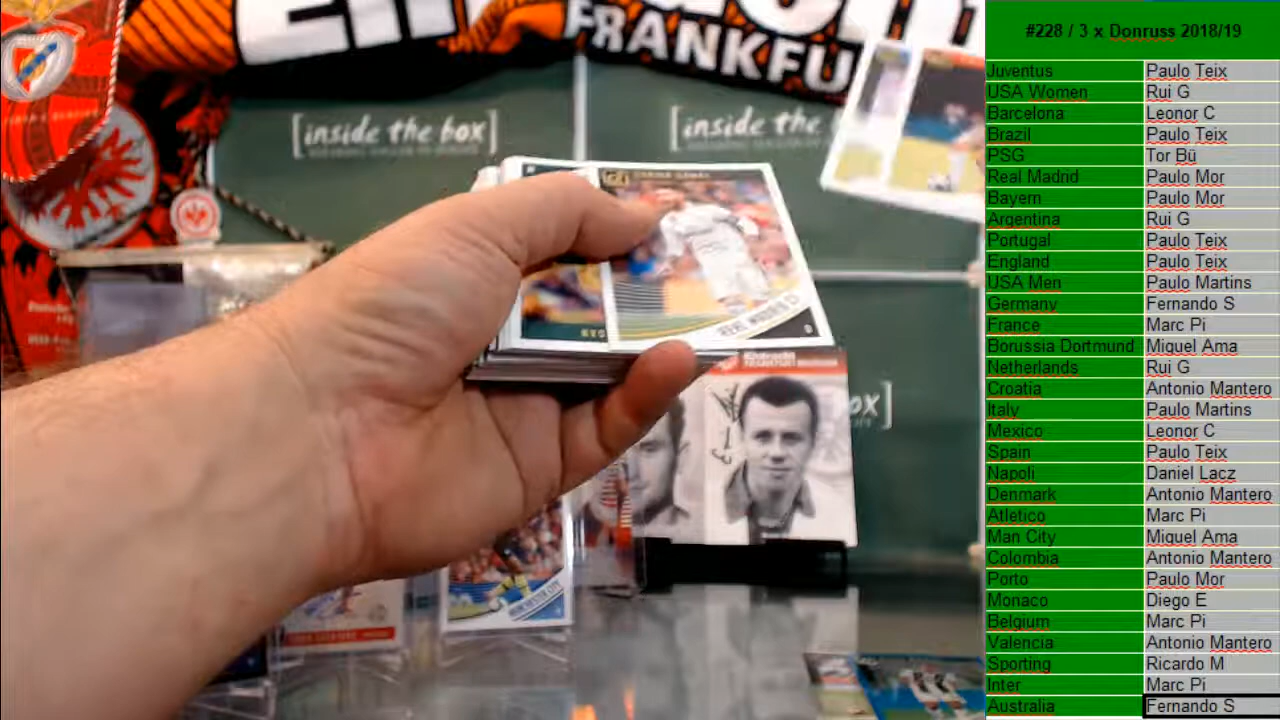 FRANKFU
[inside the box]
[inside the
REAL MADRID
#228 / 3 x Donruss 2018/19
Juventus Paulo Teix
USA Women Rui G
Barcelona Leonor C
Brazil Paulo Teix
PSG Tor Bü
Real Madrid Paulo Mor
Bayern Paulo Mor
Argentina Rui G
Portugal Paulo Teix
England Paulo Teix
USA Men Paulo Martins
Germany Fernando S
France Marc Pi
Borussia Dortmund Miguel Ama
Netherlands Rui G
Croatia Antonio Mantero
Italy Paulo Martins
Mexico Leonor C
Spain Paulo Teix
Napoli Daniel Lacz
Denmark Antonio Mantero
Atletico Marc Pi
Man City Miguel Ama
Colombia Antonio Mantero
Porto Paulo Mor
Monaco Diego E
Belgium Marc Pi
Valencia Antonio Mantero
Sporting Ricardo M
Inter Marc Pi
Australia Fernando S